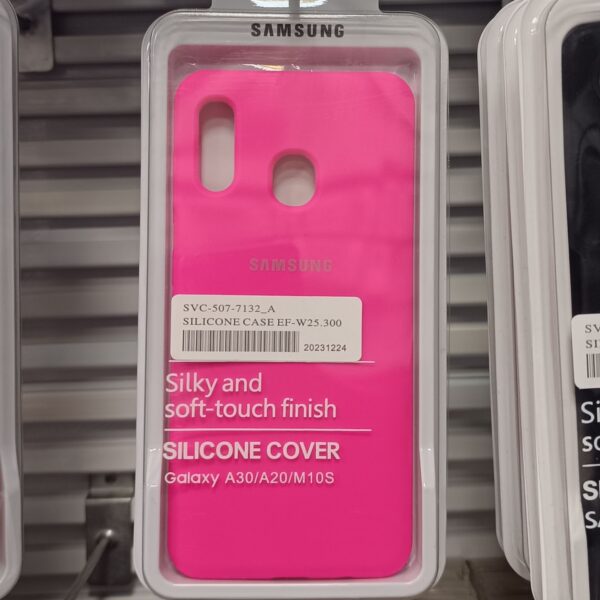 SAMSUNG
SAMSUNG
SVC-507-7132_A
SILICONE CASE EF-W25.300
20231224
Silky and
soft-touch finish
SILICONE COVER
Galaxy A30/A20/M10S